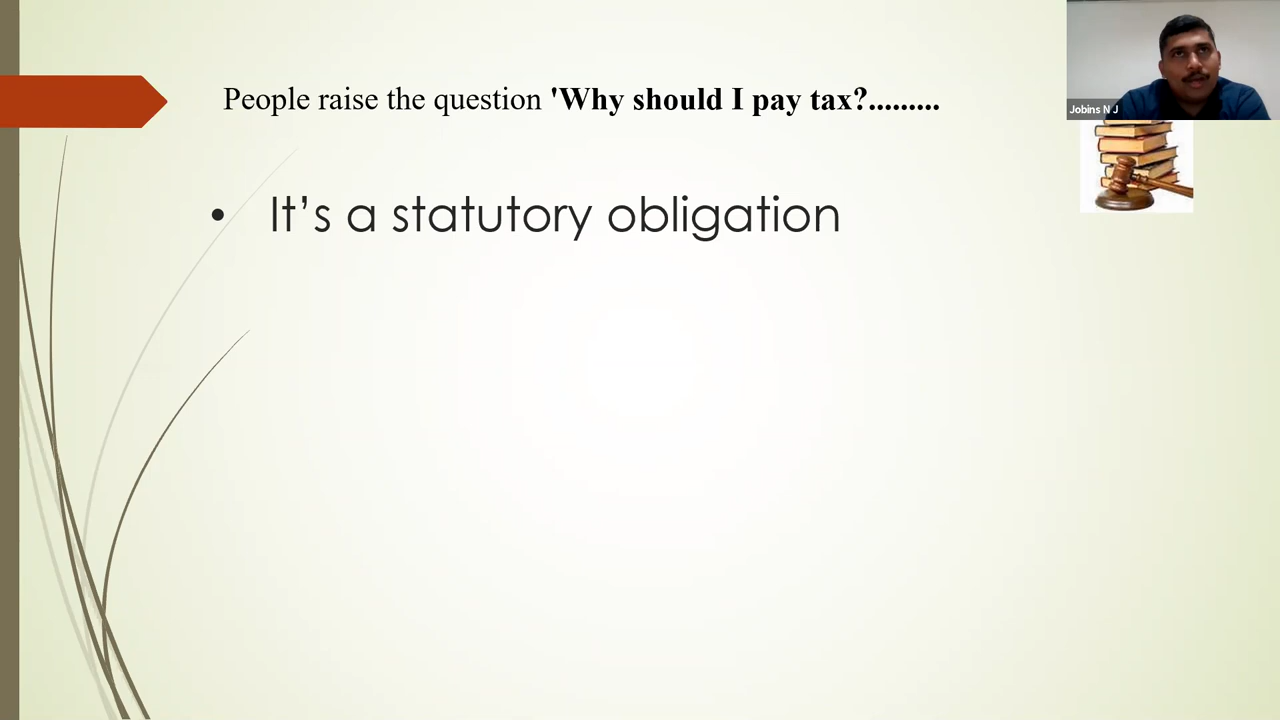 People raise the question 'Why should I pay tax?.........
Jobins N J
• It’s a statutory obligation